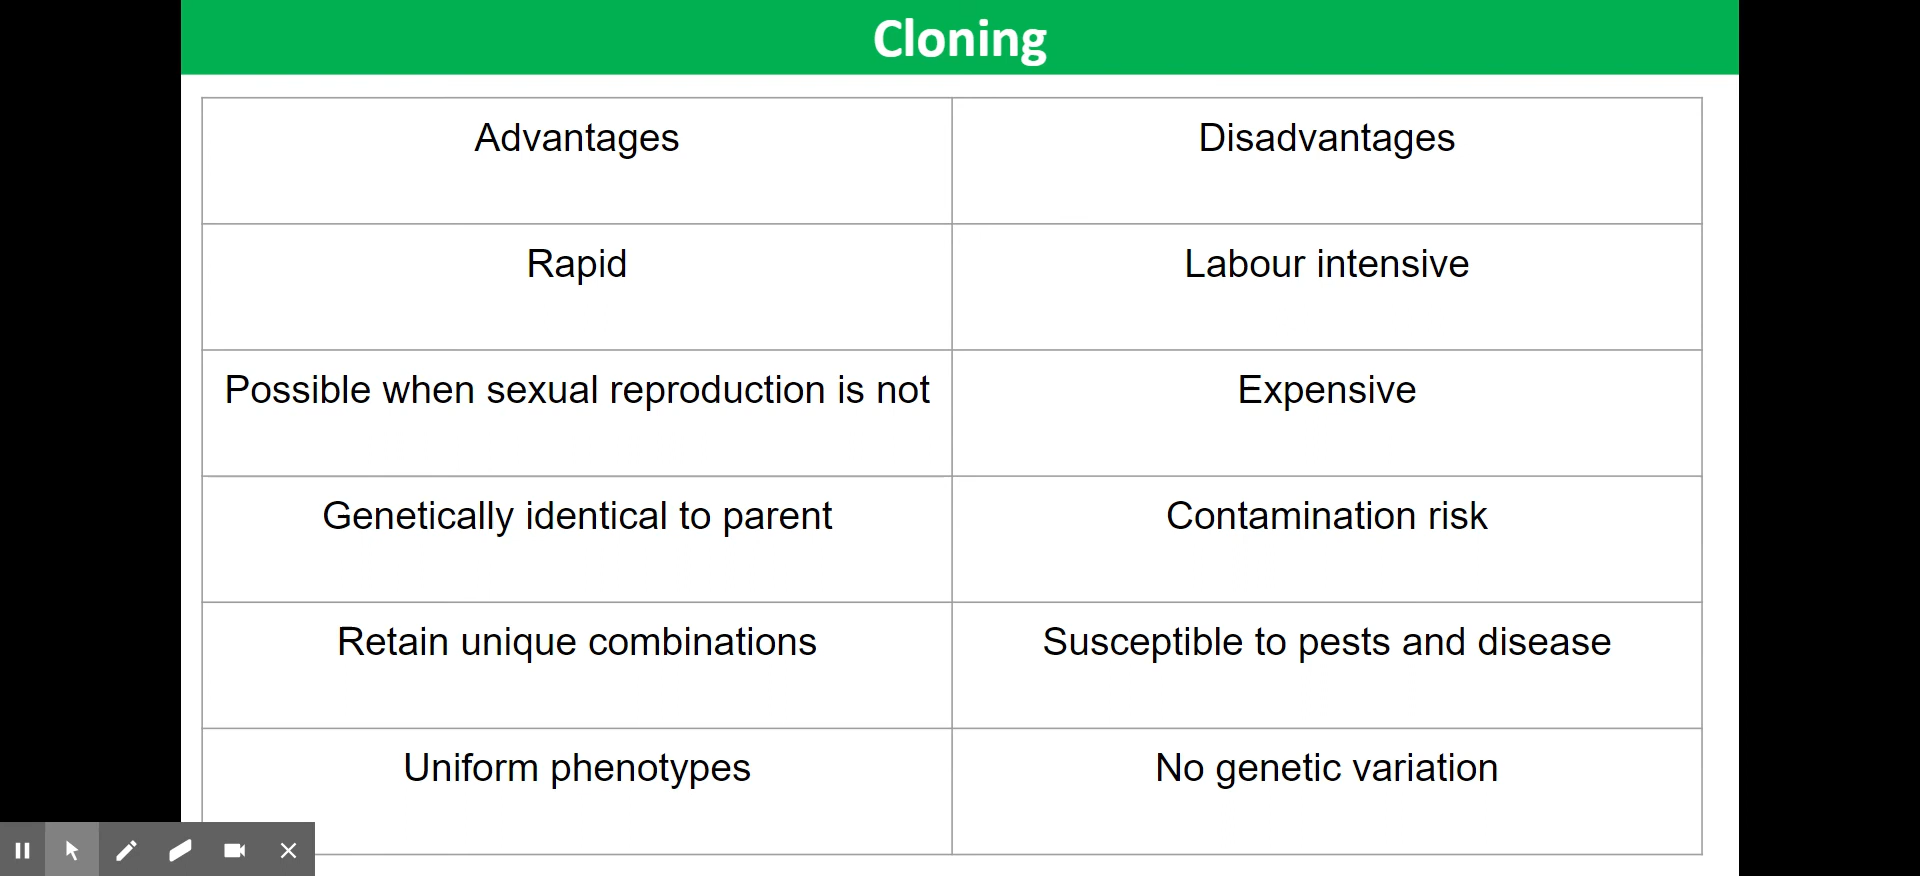 Cloning
Advantages
Disadvantages
Rapid
Labour intensive
Possible when sexual reproduction is not
Expensive
Genetically identical to parent
Contamination risk
Retain unique combinations
Susceptible to pests and disease
Uniform phenotypes
No genetic variation